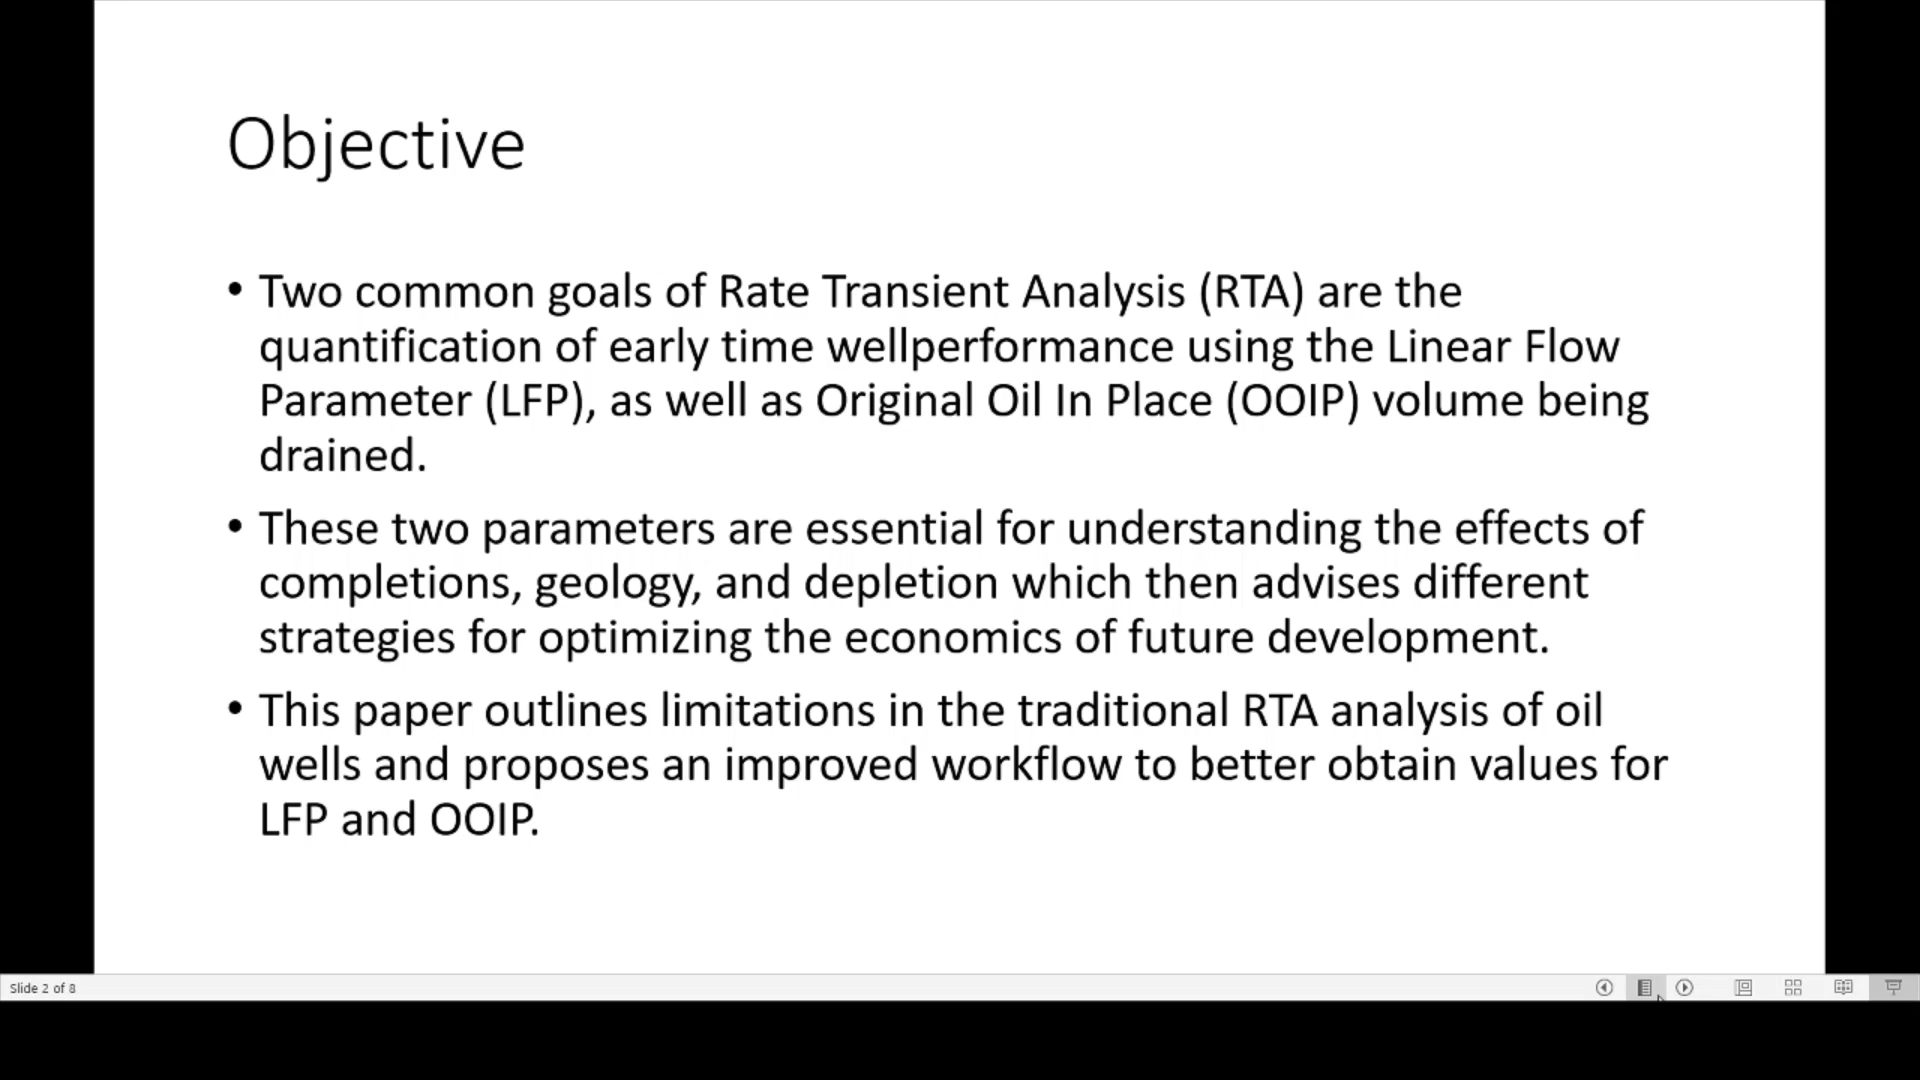 Objective
• Two common goals of Rate Transient Analysis (RTA) are the
quantification of early time wellperformance using the Linear Flow
Parameter (LFP), as well as Original Oil In Place (OOIP) volume being
drained.
• These two parameters are essential for understanding the effects of
completions, geology, and depletion which then advises different
strategies for optimizing the economics of future development.
• This paper outlines limitations in the traditional RTA analysis of oil
wells and proposes an improved workflow to better obtain values for
LFP and OOIP.
Slide 2 of 8